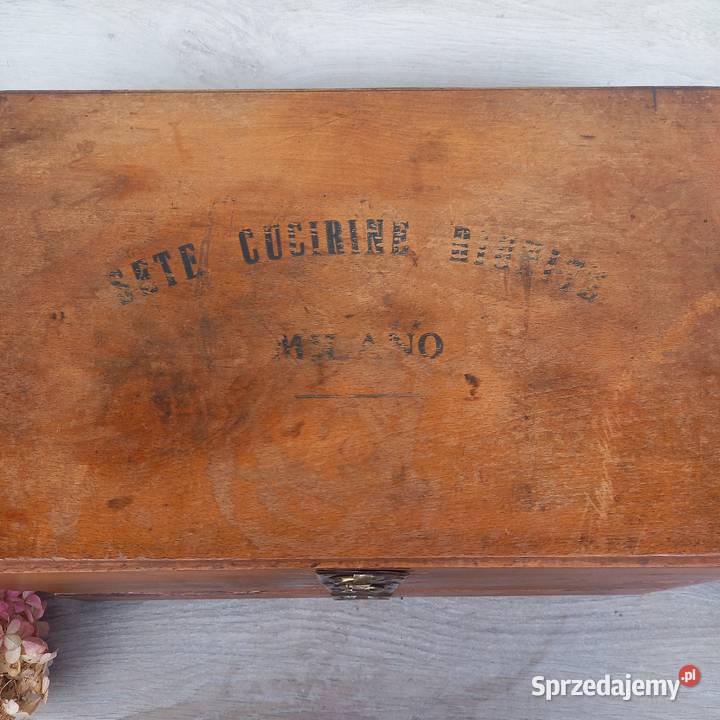 SETE CUCIRINE
MILANO
Sprzedajemy.pl